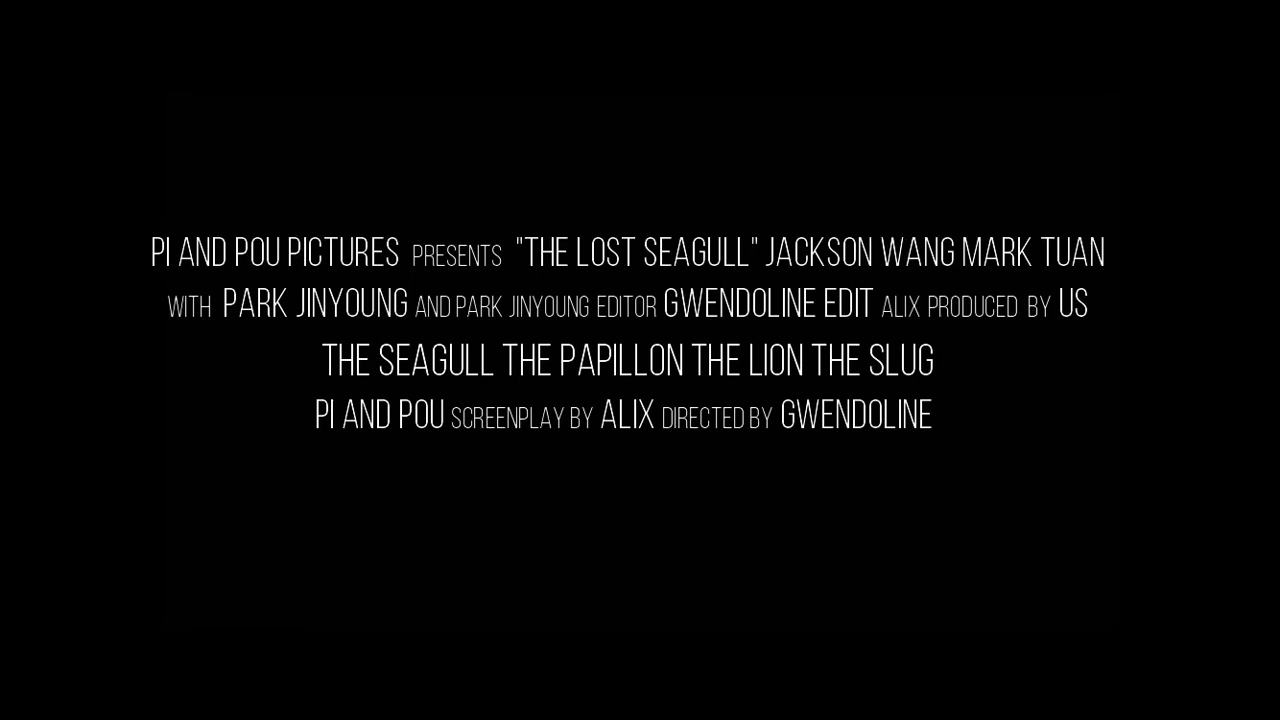 PI AND POU PICTURES PRESENTS "THE LOST SEAGULL" JACKSON WANG MARK TUAN
WITH PARK JINYOUNG AND PARK JINYOUNG EDITOR GWENDOLINE EDIT ALIX PRODUCED BY US
THE SEAGULL THE PAPILLON THE LION THE SLUG
PI AND POU SCREENPLAY BY ALIX DIRECTED BY GWENDOLINE